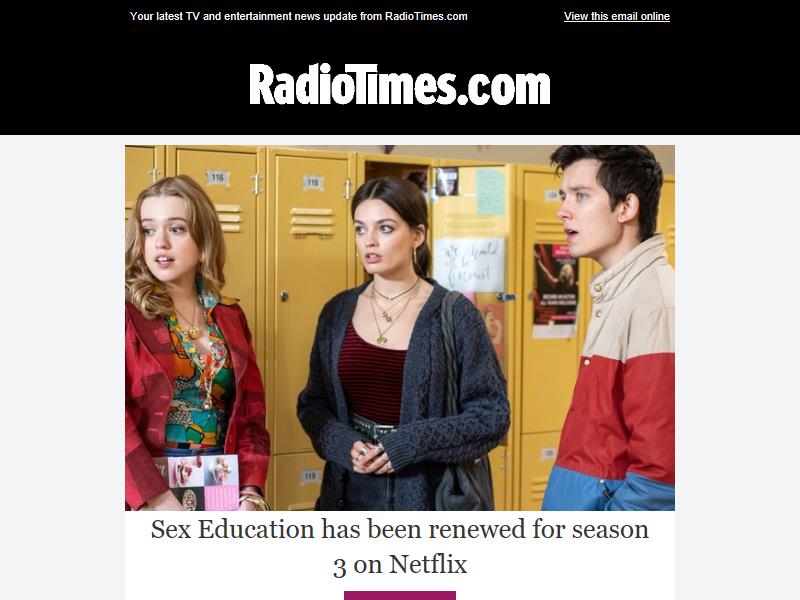 Your latest TV and entertainment news update from RadioTimes.com
View this email online
RadioTimes.com
116
118
Sex Education has been renewed for season
3 on Netflix